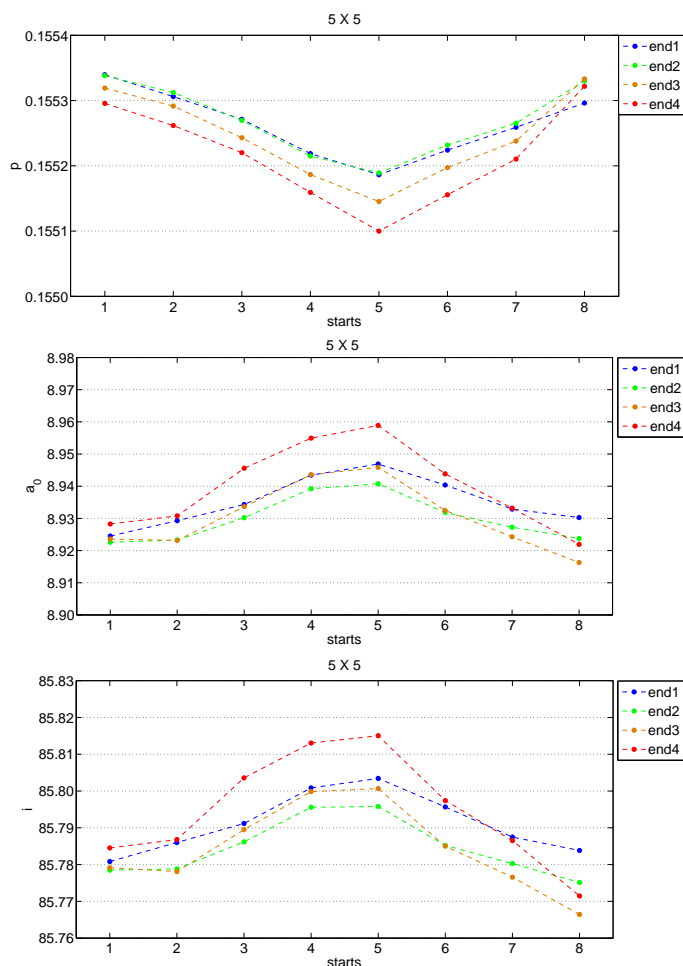 5 X 5
0.1554
0.1553
0.1552
0.1551
0.1550
p
1 2 3 4 5 6 7 8
starts
end1
end2
end3
end4
5 X 5
8.98
8.97
8.96
8.95
8.94
8.93
8.92
8.91
8.90
a0
1 2 3 4 5 6 7 8
starts
end1
end2
end3
end4
5 X 5
85.83
85.82
85.81
85.80
85.79
85.78
85.77
85.76
i
1 2 3 4 5 6 7 8
starts
end1
end2
end3
end4